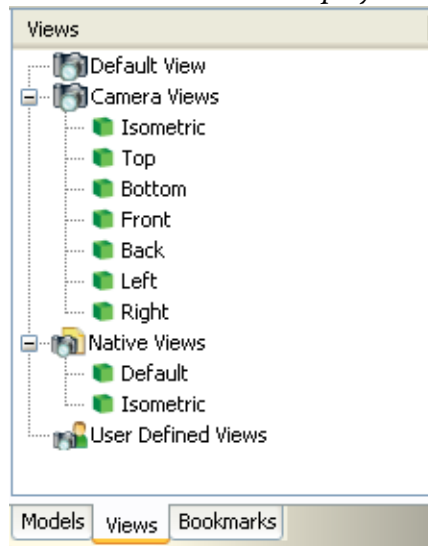 Views
Default View
Camera Views
Isometric
Top
Bottom
Front
Back
Left
Right
Native Views
Default
Isometric
User Defined Views
Models Views Bookmarks